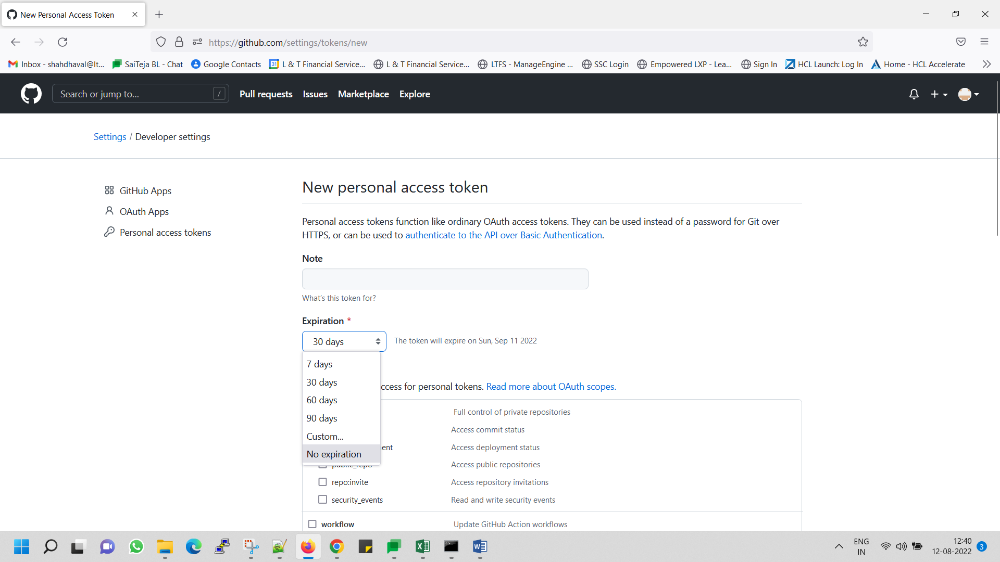 New Personal Access Token
https://github.com/settings/tokens/new
Inbox - shahdhaval@lt... SaiTeja BL - Chat Google Contacts 31 L & T Financial Service... L & T Financial Service... LTFS - ManageEngine ... SSC Login Empowered LXP - Lea... Sign In HCL Launch: Log In Home - HCL Accelerate
Search or jump to... / Pull requests Issues Marketplace Explore
Settings / Developer settings
GitHub Apps
OAuth Apps
Personal access tokens
New personal access token
Personal access tokens function like ordinary OAuth access tokens. They can be used instead of a password for Git over
HTTPS, or can be used to authenticate to the API over Basic Authentication.
Note
What's this token for?
Expiration *
30 days The token will expire on Sun, Sep 11 2022
7 days
30 days
60 days
90 days
Custom...
No expiration
ccess for personal tokens. Read more about OAuth scopes.
Full control of private repositories
Access commit status
ent Access deployment status
public_repo Access public repositories
repo:invite Access repository invitations
security_events Read and write security events
workflow Update GitHub Action workflows
ENG
IN
12:40
12-08-2022
3